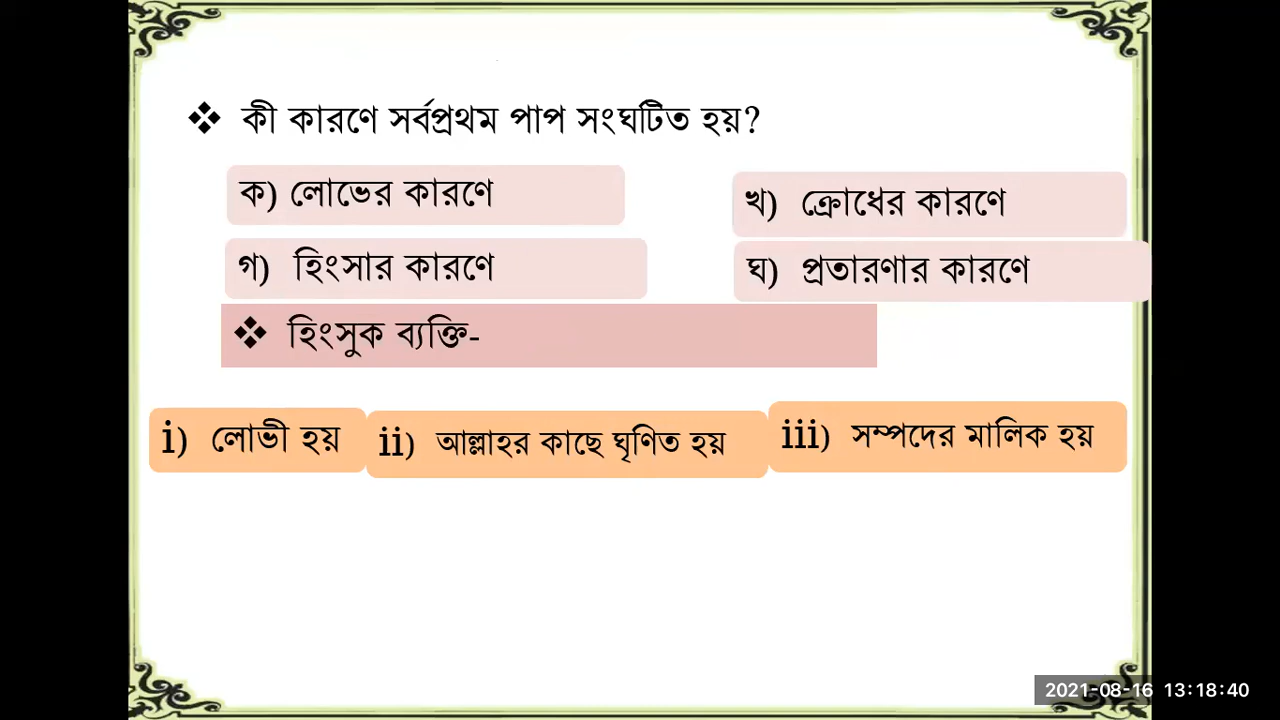 ❖ কী কারণে সর্বপ্রথম পাপ সংঘটিত হয়?
ক) লোভের কারণে খ) ক্রোধের কারণে
গ) হিংসার কারণে ঘ) প্রতারণার কারণে
❖ হিংসুক ব্যক্তি-
i) লোভী হয় ii) আল্লাহর কাছে ঘৃণিত হয় iii) সম্পদের মালিক হয়
2021-08-16 13:18:40